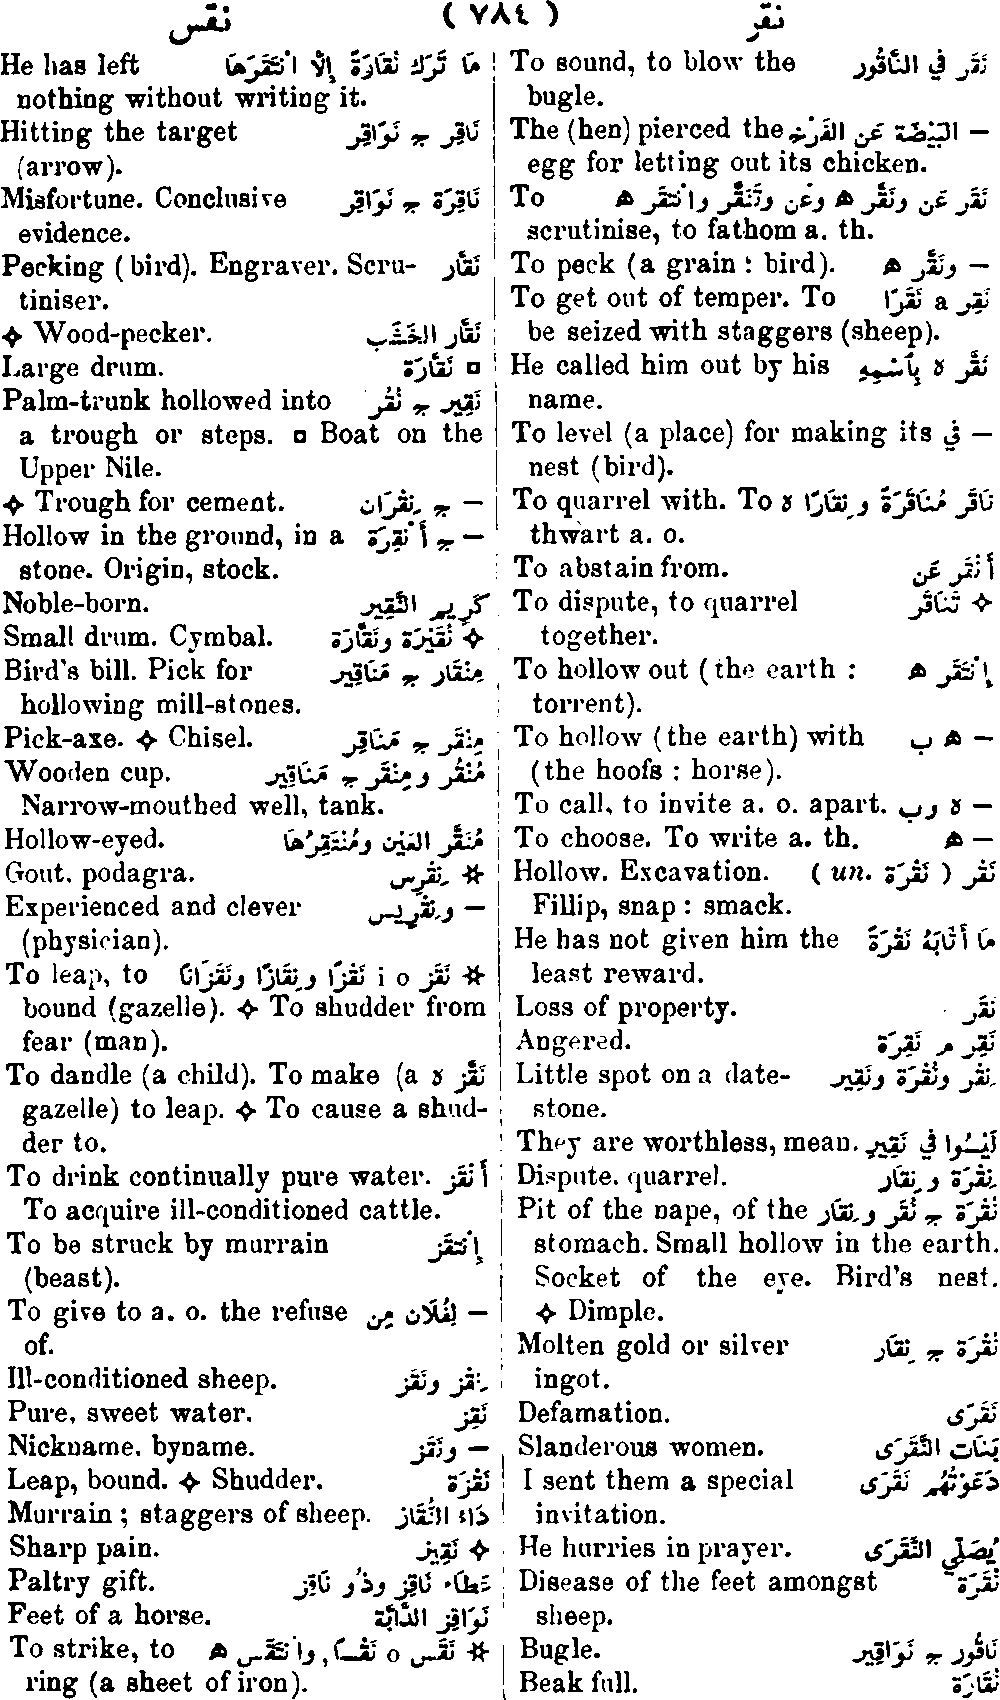 نقر ( ٧٨٤ ) نقس
To sound, to blow the نَقَر فِي النَّاقُور
bugle.
The (hen) pierced the البَيْضَة عَن الفَرْخ –
egg for letting out its chicken.
To نَقَر عَن ونَقَّر ه وعَن وتَنَقَّر وانْتَقَر ه
scrutinise, to fathom a. th.
To peck (a grain : bird). ونَقَّر ه –
To get out of temper. To نَقِر a نَقَرًا
be seized with staggers (sheep).
He called him out by his نَقَّر ه بِاسْمِهِ
name.
To level (a place) for making its فِي –
nest (bird).
To quarrel with. To نَاقَر مُنَاقَرَةً ونِقَارًا ه
thwart a. o.
To abstain from. أَنْقَر عَن
To dispute, to quarrel ✧ تَنَاقَر
together.
To hollow out (the earth : إِنْتَقَر ه
torrent).
To hollow (the earth) with ه ب –
(the hoofs : horse).
To call, to invite a. o. apart. ه وب –
To choose. To write a. th. ه –
Hollow. Excavation. نَقْر ( un. نَقْرَة )
Fillip, snap : smack.
He has not given him the مَا أَثَابَهُ نَقْرَةً
least reward.
Loss of property. نَقَر
Angered. نَقِر م نَقِرَة
Little spot on a date- نِقْر ونُقْرَة ونَقِير
stone.
They are worthless, mean. لَيْسُوا فِي نَقِير
Dispute, quarrel. نِقْرَة ونِقَار
Pit of the nape, of the نُقْرَة ج نُقَر ونِقَار
stomach. Small hollow in the earth.
Socket of the eye. Bird's nest.
✧ Dimple.
Molten gold or silver نُقْرَة ج نِقَار
ingot.
Defamation. نَقَرَى
Slanderous women. بَنَات النَّقَرَى
I sent them a special دَعَوْتُهُم نَقَرَى
invitation.
He hurries in prayer. يُصَلِّي النَّقَرَى
Disease of the feet amongst نُقَرَة
sheep.
Bugle. نَاقُور ج نَوَاقِير
Beak full. نُقَارَة
He has left مَا تَرَك نُقَارَةً إِلَّا انْتَقَرَهَا
nothing without writing it.
Hitting the target نَاقِر ج نَوَاقِر
(arrow).
Misfortune. Conclusive نَاقِرَة ج نَوَاقِر
evidence.
Pecking (bird). Engraver. Scru- نَقَّار
tiniser.
✧ Wood-pecker. نَقَّار الخَشَب
Large drum. ▫ نَقَّارَة
Palm-trunk hollowed into نَقِير ج نُقُر
a trough or steps. ▫ Boat on the
Upper Nile.
✧ Trough for cement. – ج نِقْرَان
Hollow in the ground, in a – ج أَنْقِرَة
stone. Origin, stock.
Noble-born. كَرِيم النَّقِير
Small drum. Cymbal. ✧ نُقَيْرَة ونَقَّارَة
Bird's bill. Pick for مِنْقَار ج مَنَاقِير
hollowing mill-stones.
Pick-axe. ✧ Chisel. مِنْقَر ج مَنَاقِر
Wooden cup. مُنْقُر ومِنْقَر ج مَنَاقِير
Narrow-mouthed well, tank.
Hollow-eyed. مُنَقَّر العَيْن ومُنْتَقِرُهَا
Gout, podagra. ✲ نِقْرِس
Experienced and clever – ونِقْرِيس
(physician).
To leap, to ✲ نَقَز i o نَقْزًا ونِقَازًا ونَقَزَانًا
bound (gazelle). ✧ To shudder from
fear (man).
To dandle (a child). To make (a نَقَّز ه
gazelle) to leap. ✧ To cause a shud-
der to.
To drink continually pure water. أَنْقَز
To acquire ill-conditioned cattle.
To be struck by murrain إِنْتَقَز
(beast).
To give to a. o. the refuse – لِفُلَان مِن
of.
Ill-conditioned sheep. نِقْز ونَقَز
Pure, sweet water. نَقِز
Nickname, byname. – ونَقَز
Leap, bound. ✧ Shudder. نَقْزَة
Murrain ; staggers of sheep. دَاء النُّقَاز
Sharp pain. ✧ نَقِيز
Paltry gift. عَطَاء نَاقِز وذُو نَاقِز
Feet of a horse. نَوَاقِز الدَّابَّة
To strike, to ✲ نَقَس o نَقْسًا, وانْتَقَس ه
ring (a sheet of iron).